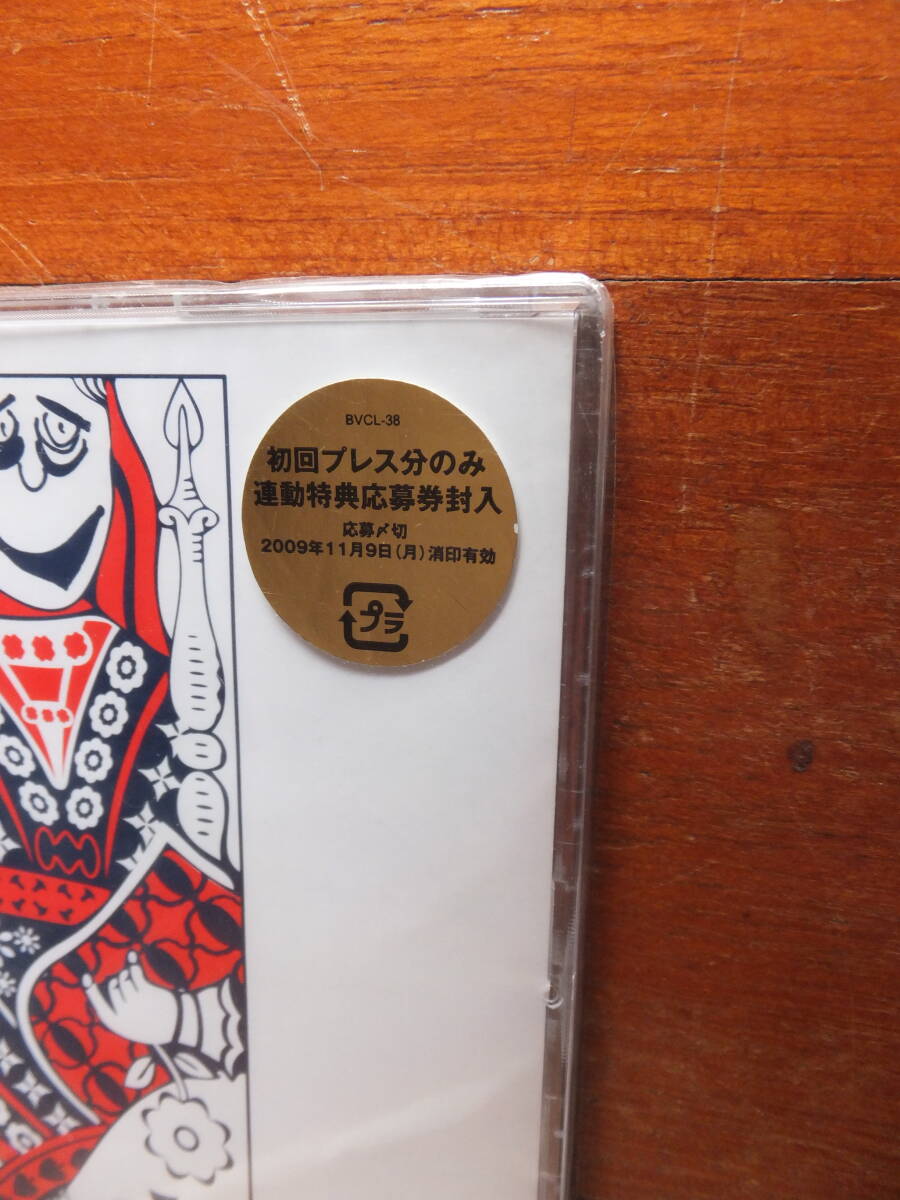 BVCL-38
初回プレス分のみ
連動特典応募券封入
応募〆切
2009年11月9日(月)消印有効
プラ